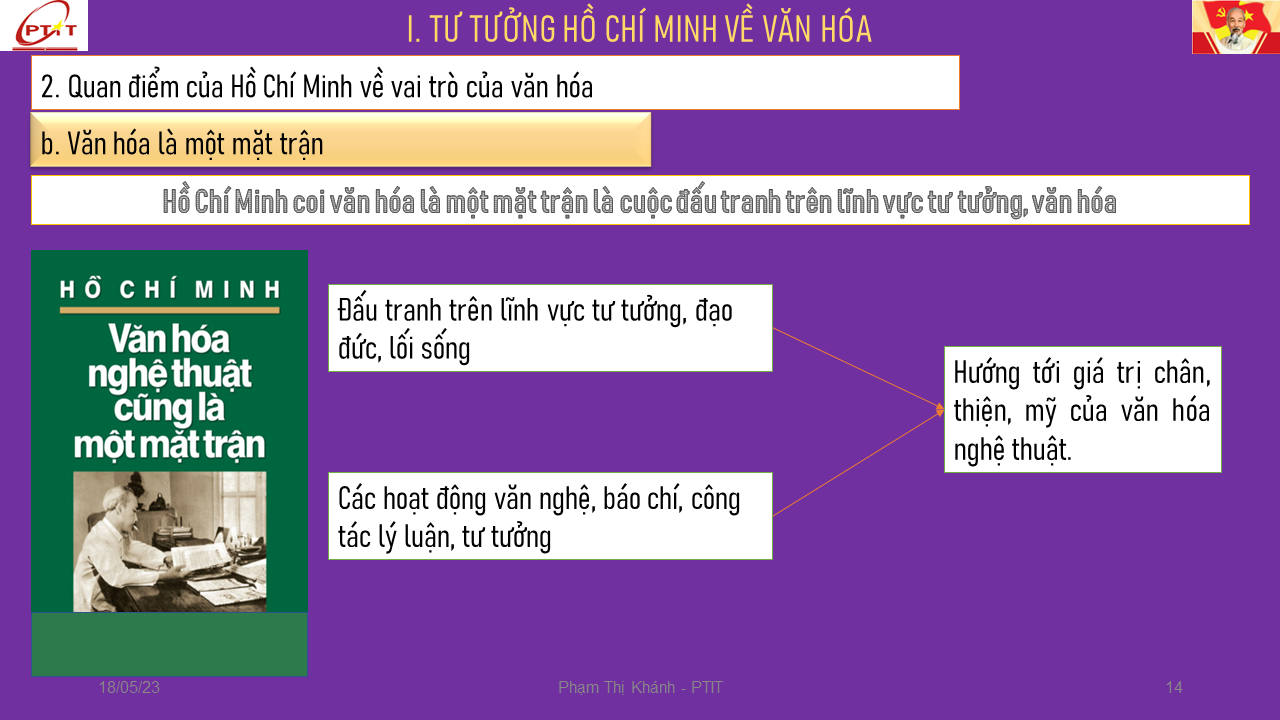 PTIT
I. TƯ TƯỞNG HỒ CHÍ MINH VỀ VĂN HÓA
2. Quan điểm của Hồ Chí Minh về vai trò của văn hóa
b. Văn hóa là một mặt trận
Hồ Chí Minh coi văn hóa là một mặt trận là cuộc đấu tranh trên lĩnh vực tư tưởng, văn hóa
HỒ CHÍ MINH
Văn hóa
nghệ thuật
cũng là
một mặt trận
Đấu tranh trên lĩnh vực tư tưởng, đạo
đức, lối sống
Các hoạt động văn nghệ, báo chí, công
tác lý luận, tư tưởng
Hướng tới giá trị chân,
thiện, mỹ của văn hóa
nghệ thuật.
18/05/23
Phạm Thị Khánh - PTIT
14